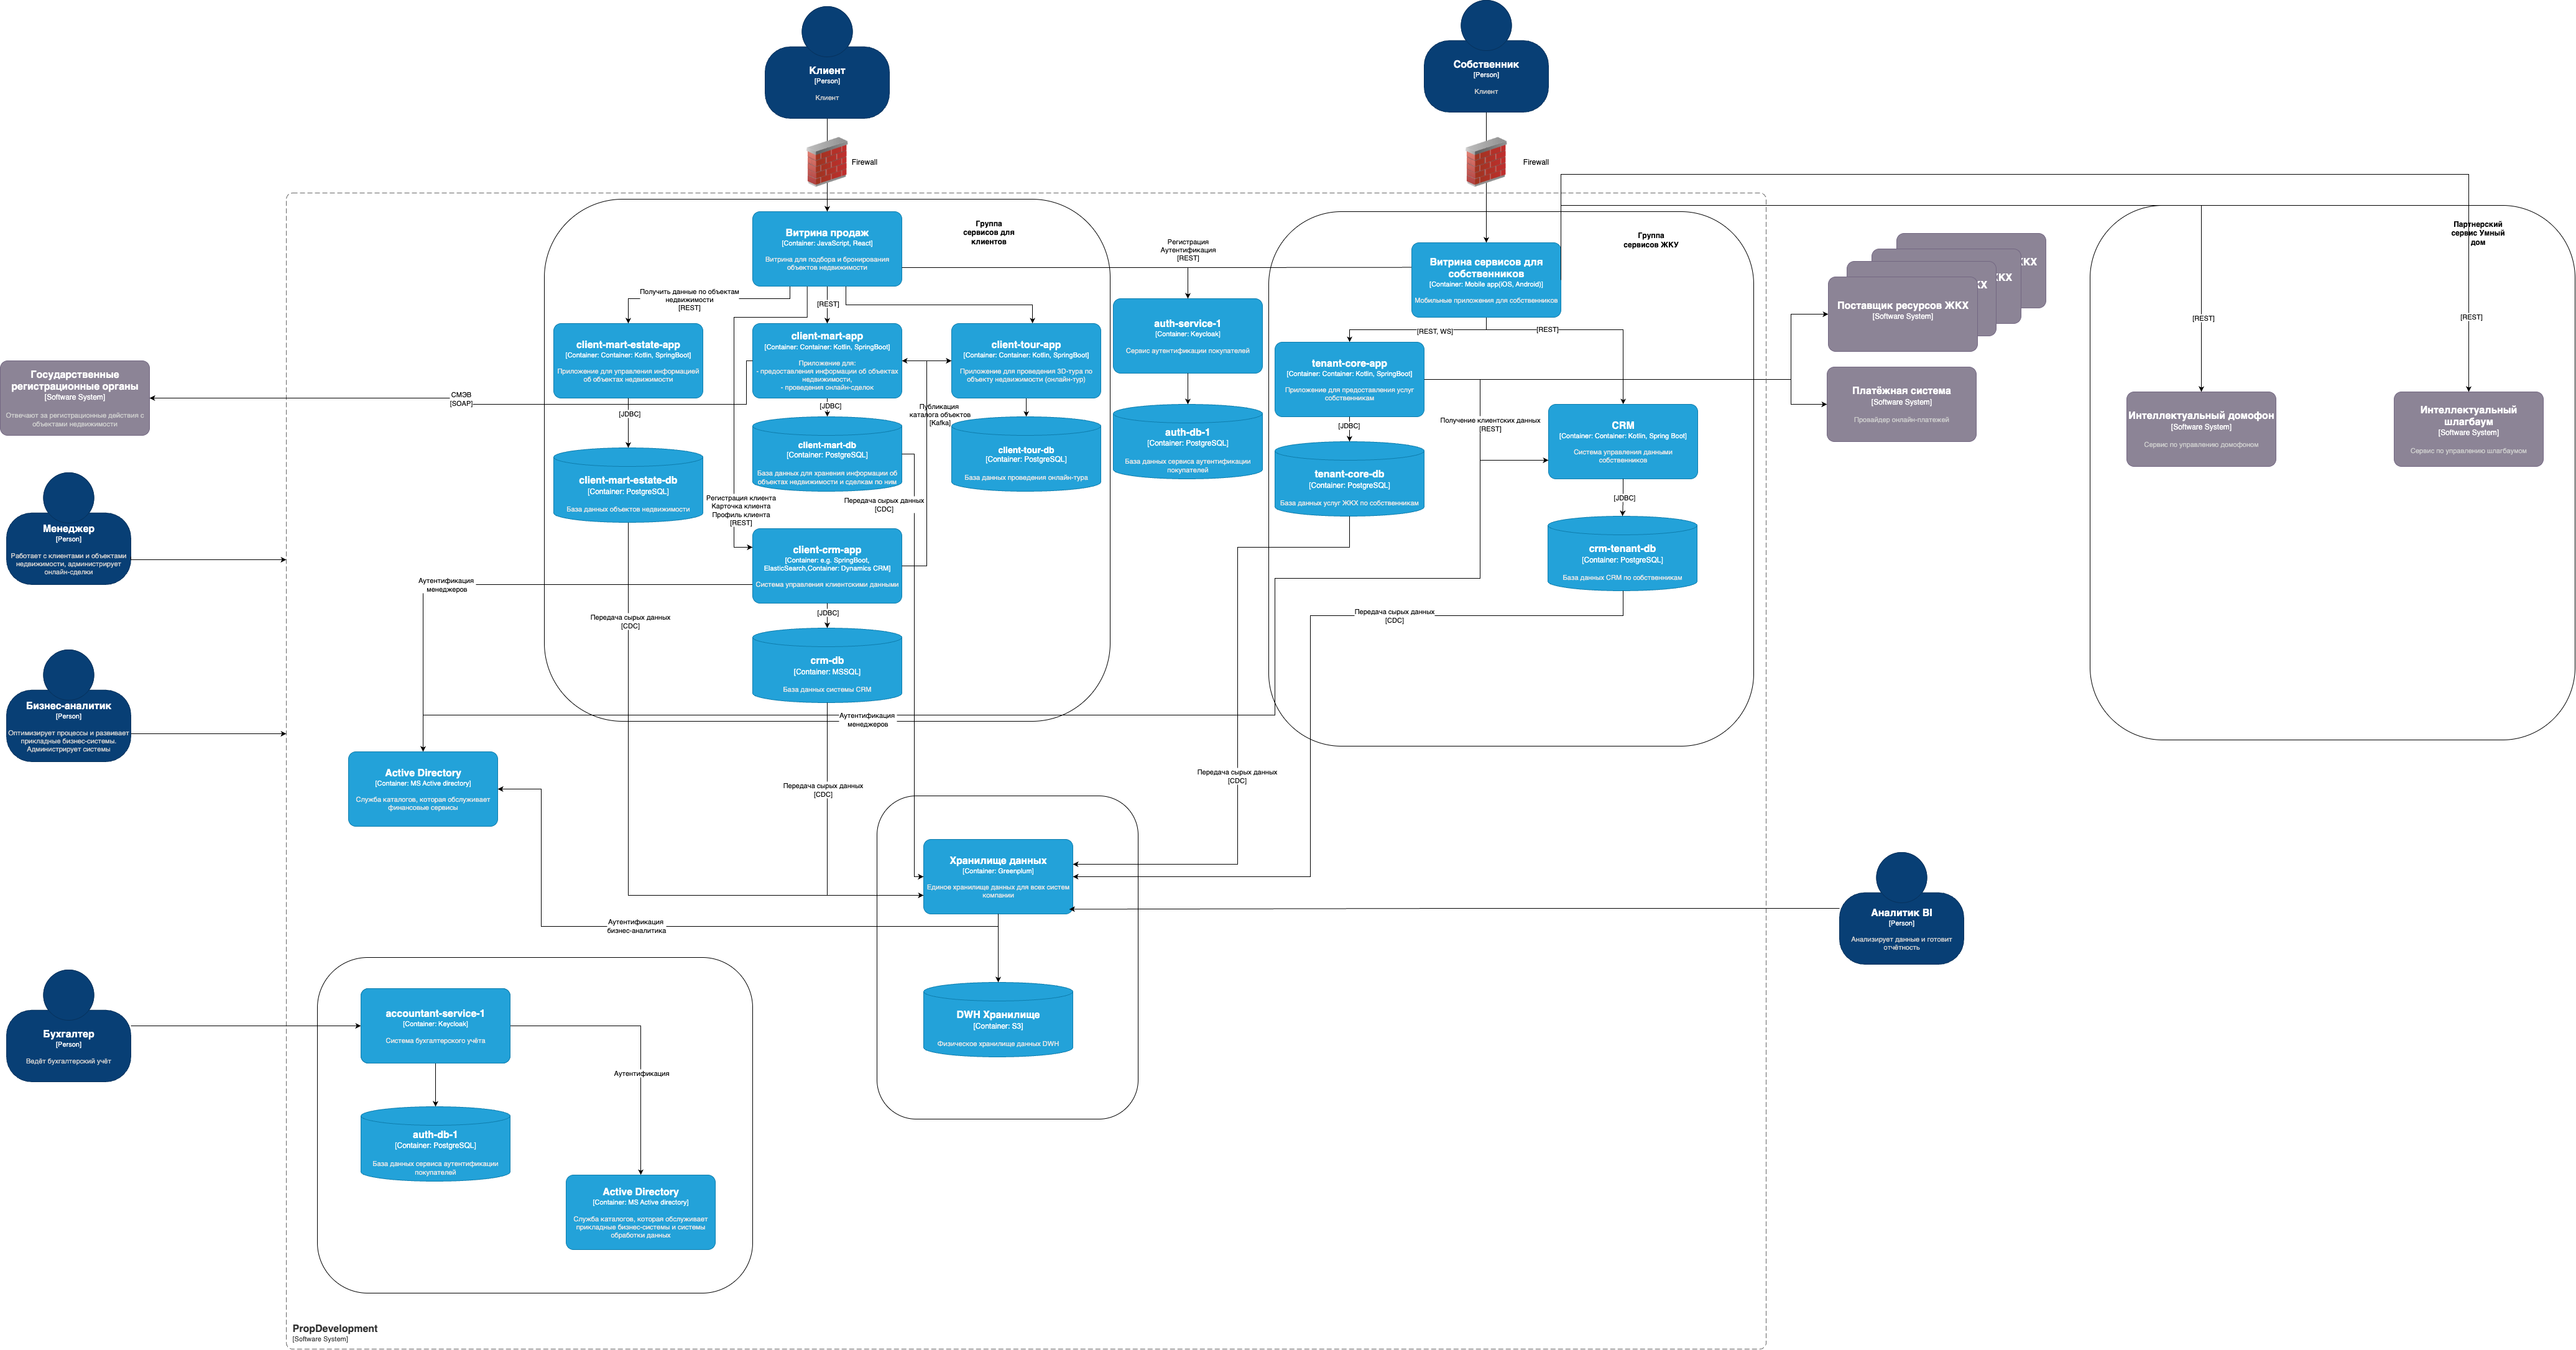 Клиент
[Person]
Клиент
Собственник
[Person]
Клиент
Firewall
Firewall
Группа
сервисов для
клиентов
Витрина продаж
[Container: JavaScript, React]
Витрина для подбора и бронирования
объектов недвижимости
Регистрация
Аутентификация
[REST]
Группа
сервисов ЖКУ
Витрина сервисов для
собственников
[Container: Mobile app(iOS, Android)]
Мобильные приложения для собственников
Партнерский
сервис Умный
дом
Получить данные по объектам
недвижимости
[REST]
[REST]
client-mart-estate-app
[Container: Container: Kotlin, SpringBoot]
Приложение для управления информацией
об объектах недвижимости
client-mart-app
[Container: Container: Kotlin, SpringBoot]
Приложение для:
- предоставления информации об объектах
недвижимости,
- проведения онлайн-сделок
client-tour-app
[Container: Container: Kotlin, SpringBoot]
Приложение для проведения 3D-тура по
объекту недвижимости (онлайн-тур)
auth-service-1
[Container: Keycloak]
Сервис аутентификации покупателей
[REST, WS]
[REST]
tenant-core-app
[Container: Container: Kotlin, SpringBoot]
Приложение для предоставления услуг
собственникам
КХ
КХ
КХ
Поставщик ресурсов ЖКХ
[Software System]
[REST]
[REST]
Государственные
регистрационные органы
[Software System]
Отвечают за регистрационные действия с
объектами недвижимости
СМЭВ
[SOAP]
[JDBC]
[JDBC]
Публикация
каталога объектов
[Kafka]
[JDBC]
Получение клиентских данных
[REST]
Платёжная система
[Software System]
Провайдер онлайн-платежей
Интеллектуальный домофон
[Software System]
Сервис по управлению домофоном
Интеллектуальный
шлагбаум
[Software System]
Сервис по управлению шлагбаумом
client-mart-estate-db
[Container: PostgreSQL]
База данных объектов недвижимости
client-mart-db
[Container: PostgreSQL]
База данных для хранения информации об
объектах недвижимости и сделкам по ним
client-tour-db
[Container: PostgreSQL]
База данных проведения онлайн-тура
auth-db-1
[Container: PostgreSQL]
База данных сервиса аутентификации
покупателей
tenant-core-db
[Container: PostgreSQL]
База данных услуг ЖКХ по собственникам
CRM
[Container: Container: Kotlin, Spring Boot]
Система управления данными
собственников
[JDBC]
Регистрация клиента
Карточка клиента
Профиль клиента
[REST]
Передача сырых данных
[CDC]
Менеджер
[Person]
Работает с клиентами и объектами
недвижимости, администрирует
онлайн-сделки
client-crm-app
[Container: e.g. SpringBoot,
ElasticSearch,Container: Dynamics CRM]
Система управления клиентскими данными
crm-tenant-db
[Container: PostgreSQL]
База данных CRM по собственникам
Аутентификация
менеджеров
Передача сырых данных
[CDC]
[JDBC]
Передача сырых данных
[CDC]
crm-db
[Container: MSSQL]
База данных системы CRM
Бизнес-аналитик
[Person]
Оптимизирует процессы и развивает
прикладные бизнес-системы.
Администрирует системы
Аутентификация
менеджеров
Active Directory
[Container: MS Active directory]
Служба каталогов, которая обслуживает
финансовые сервисы
Передача сырых данных
[CDC]
Передача сырых данных
[CDC]
Хранилище данных
[Container: Greenplum]
Единое хранилище данных для всех систем
компании
Аутентификация
бизнес-аналитика
Аналитик BI
[Person]
Анализирует данные и готовит
отчётность
DWH Хранилище
[Container: S3]
Физическое хранилище данных DWH
Бухгалтер
[Person]
Ведёт бухгалтерский учёт
accountant-service-1
[Container: Keycloak]
Система бухгалтерского учёта
Аутентификация
auth-db-1
[Container: PostgreSQL]
База данных сервиса аутентификации
покупателей
Active Directory
[Container: MS Active directory]
Служба каталогов, которая обслуживает
прикладные бизнес-системы и системы
обработки данных
PropDevelopment
[Software System]